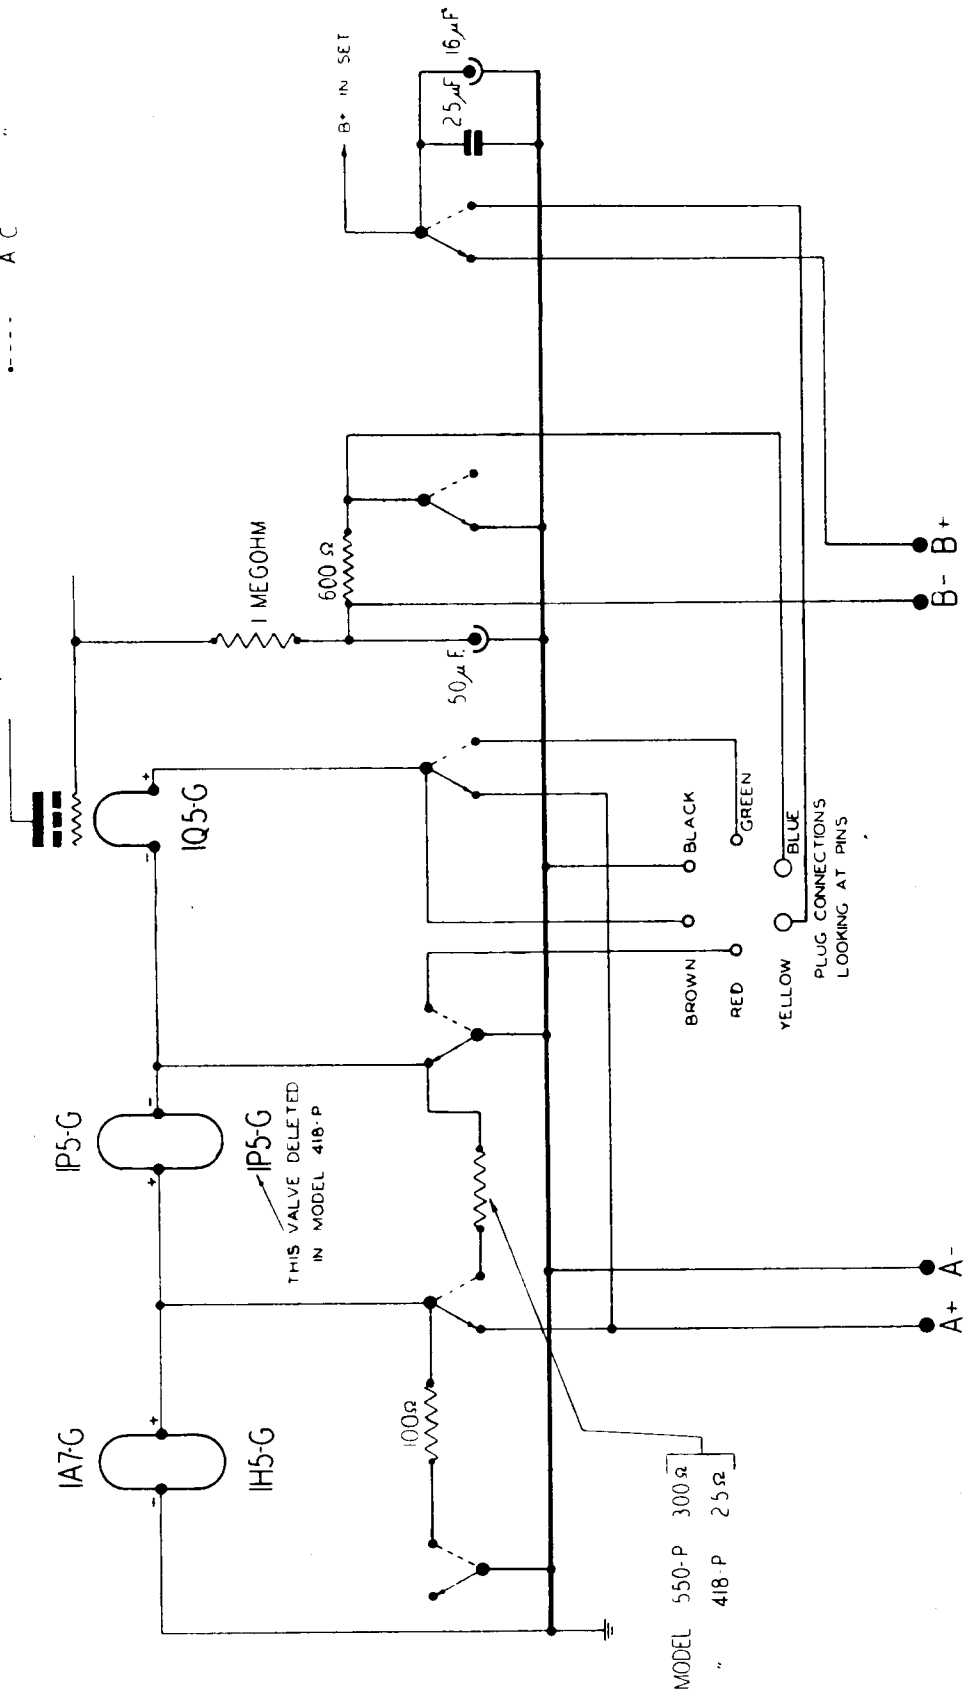 A C "
B+ IN SET
25μF 16μF
1 MEGOHM
600 Ω
50μF.
+
-
1Q5-G
1P5-G
-
+
1P5-G
THIS VALVE DELETED
IN MODEL 418-P
1A7-G
+
-
1H5-G
100Ω
BROWN BLACK
RED GREEN
YELLOW BLUE
PLUG CONNECTIONS
LOOKING AT PINS
MODEL 550-P 300Ω
" 418-P 25Ω
A+ A- B- B+